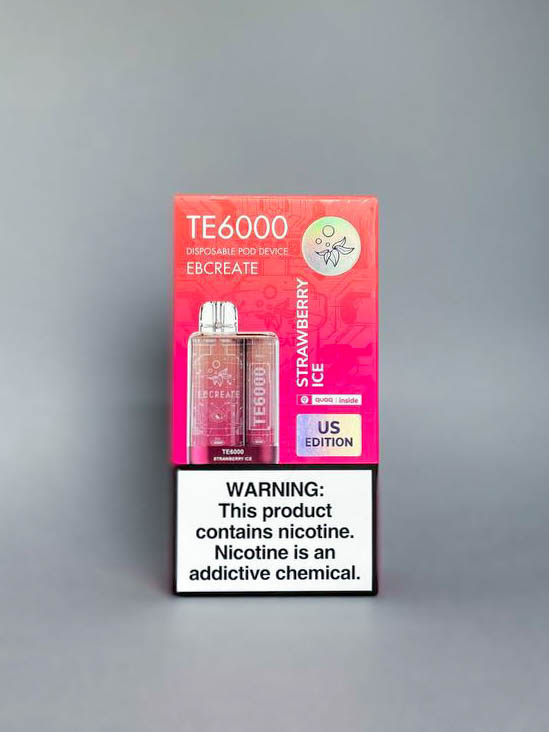 TE6000
DISPOSABLE POD DEVICE
EBCREATE
STRAWBERRY
ICE
EBCREATE
TE6000
TE6000
STRAWBERRY ICE
QUAQ inside
US
EDITION
WARNING:
This product
contains nicotine.
Nicotine is an
addictive chemical.